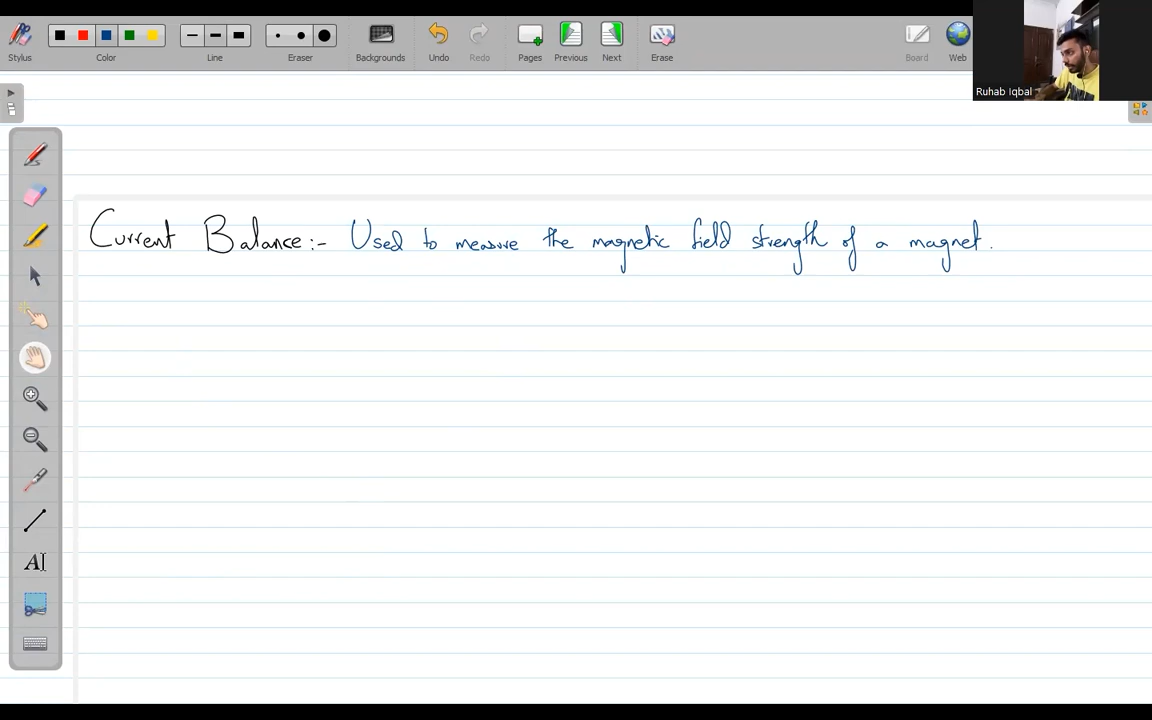 Stylus
Color
Line
Eraser
Backgrounds
Undo
Redo
Pages
Previous
Next
Erase
Board
Web
Ruhab Iqbal
Current Balance:- Used to measure the magnetic field strength of a magnet.
AI